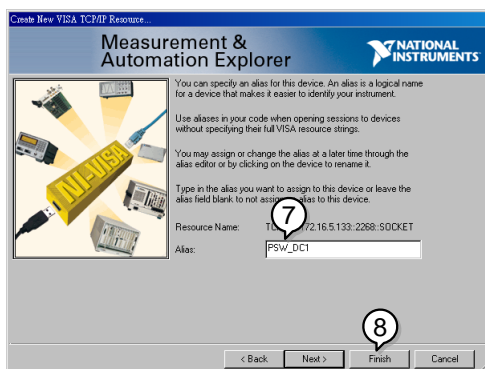 Create New VISA TCP/IP Resource...
Measurement &
Automation Explorer
NATIONAL
INSTRUMENTS
You can specify an alias for this device. An alias is a logical name
for a device that makes it easier to identify your instrument.
Use aliases in your code when opening sessions to devices
without specifying their full VISA resource strings.
You may assign or change the alias at a later time through the
alias editor or by clicking on the device to rename it.
Type in the alias you want to assign to this device or leave the
alias field blank to not alias to this device.
NI-VISA
7
Resource Name: 172.16.5.133::2268::SOCKET
Alias: PSW_DC1
8
< Back Next > Finish Cancel